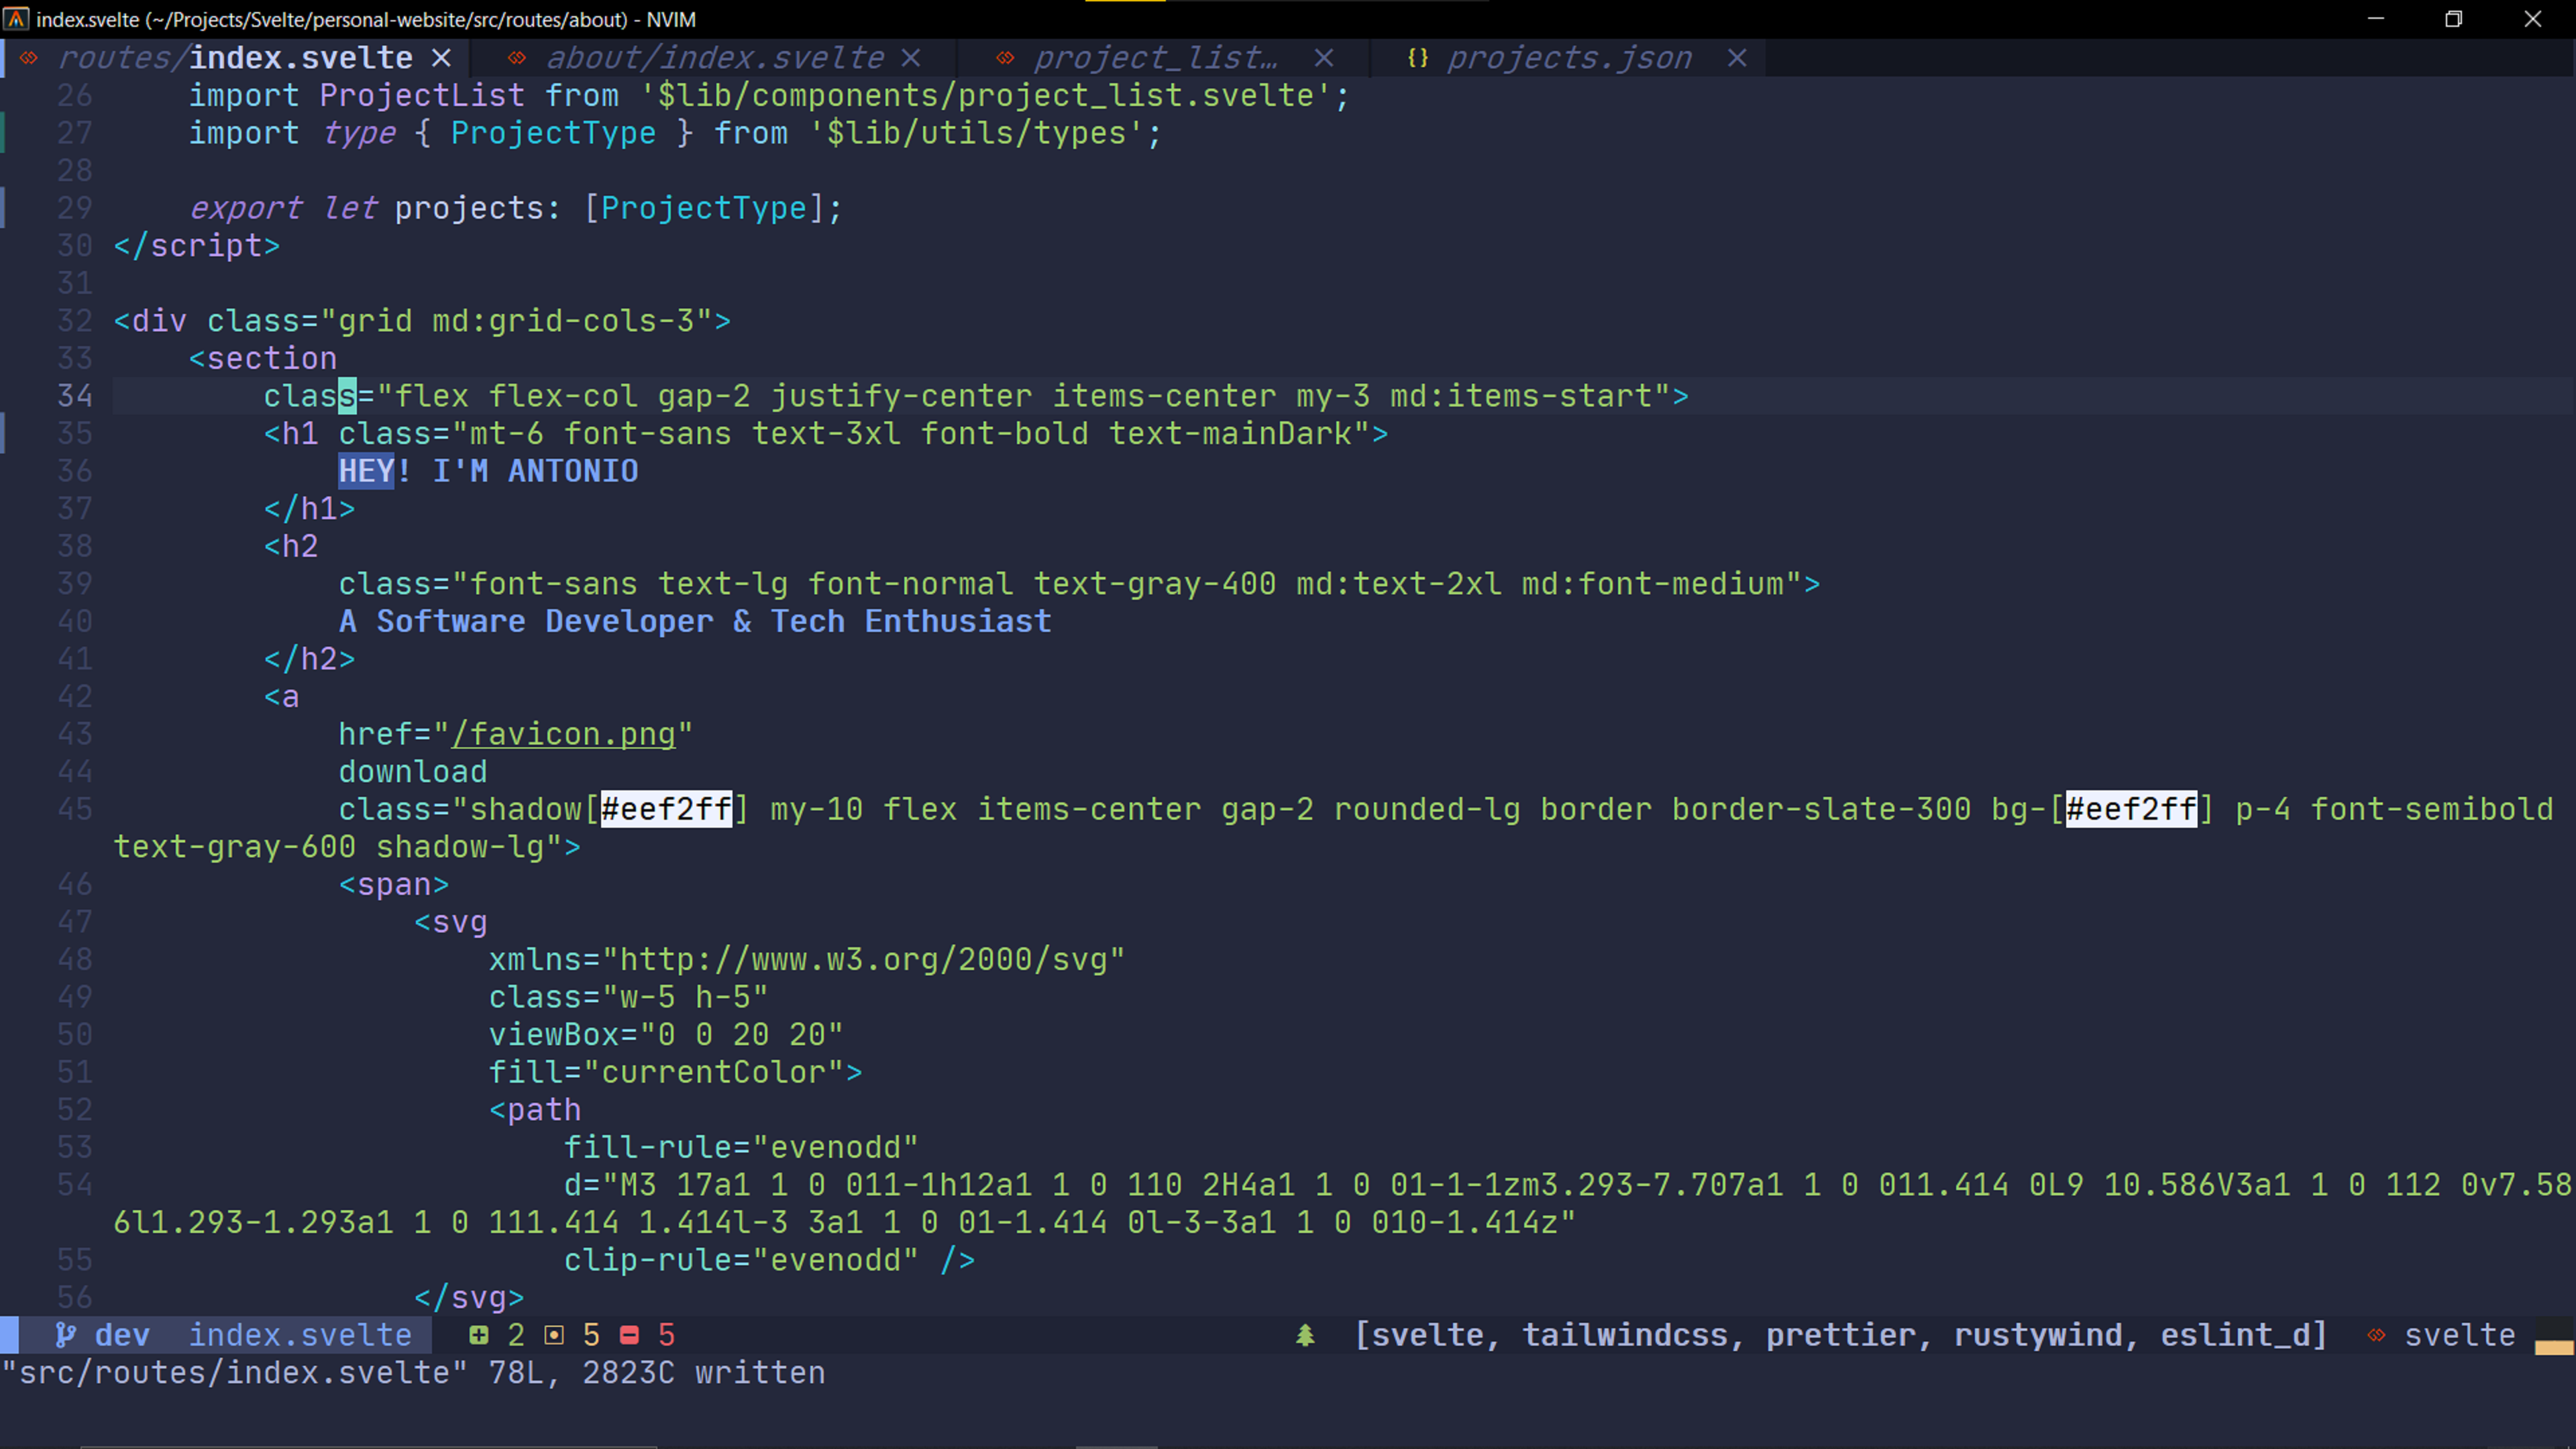 index.svelte (~/Projects/Svelte/personal-website/src/routes/about) - NVIM
routes/index.svelte about/index.svelte project_list… {} projects.json
26 import ProjectList from '$lib/components/project_list.svelte';
27 import type { ProjectType } from '$lib/utils/types';
28
29 export let projects: [ProjectType];
30 </script>
31
32 <div class="grid md:grid-cols-3">
33 <section
34 class="flex flex-col gap-2 justify-center items-center my-3 md:items-start">
35 <h1 class="mt-6 font-sans text-3xl font-bold text-mainDark">
36 HEY! I'M ANTONIO
37 </h1>
38 <h2
39 class="font-sans text-lg font-normal text-gray-400 md:text-2xl md:font-medium">
40 A Software Developer & Tech Enthusiast
41 </h2>
42 <a
43 href="/favicon.png"
44 download
45 class="shadow[#eef2ff] my-10 flex items-center gap-2 rounded-lg border border-slate-300 bg-[#eef2ff] p-4 font-semibold
text-gray-600 shadow-lg">
46 <span>
47 <svg
48 xmlns="http://www.w3.org/2000/svg"
49 class="w-5 h-5"
50 viewBox="0 0 20 20"
51 fill="currentColor">
52 <path
53 fill-rule="evenodd"
54 d="M3 17a1 1 0 011-1h12a1 1 0 110 2H4a1 1 0 01-1-1zm3.293-7.707a1 1 0 011.414 0L9 10.586V3a1 1 0 112 0v7.58
6l1.293-1.293a1 1 0 111.414 1.414l-3 3a1 1 0 01-1.414 0l-3-3a1 1 0 010-1.414z"
55 clip-rule="evenodd" />
56 </svg>
dev index.svelte 2 5 5 [svelte, tailwindcss, prettier, rustywind, eslint_d] svelte
"src/routes/index.svelte" 78L, 2823C written